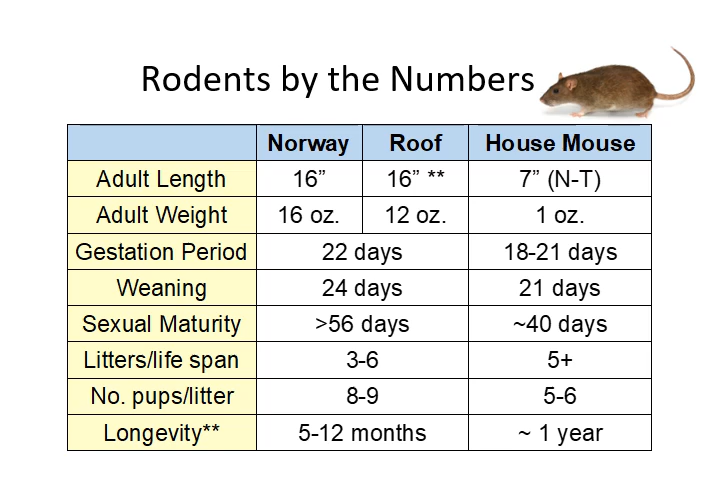 Rodents by the Numbers
Norway Roof House Mouse
Adult Length 16” 16” ** 7” (N-T)
Adult Weight 16 oz. 12 oz. 1 oz.
Gestation Period 22 days 18-21 days
Weaning 24 days 21 days
Sexual Maturity >56 days ~40 days
Litters/life span 3-6 5+
No. pups/litter 8-9 5-6
Longevity** 5-12 months ~ 1 year